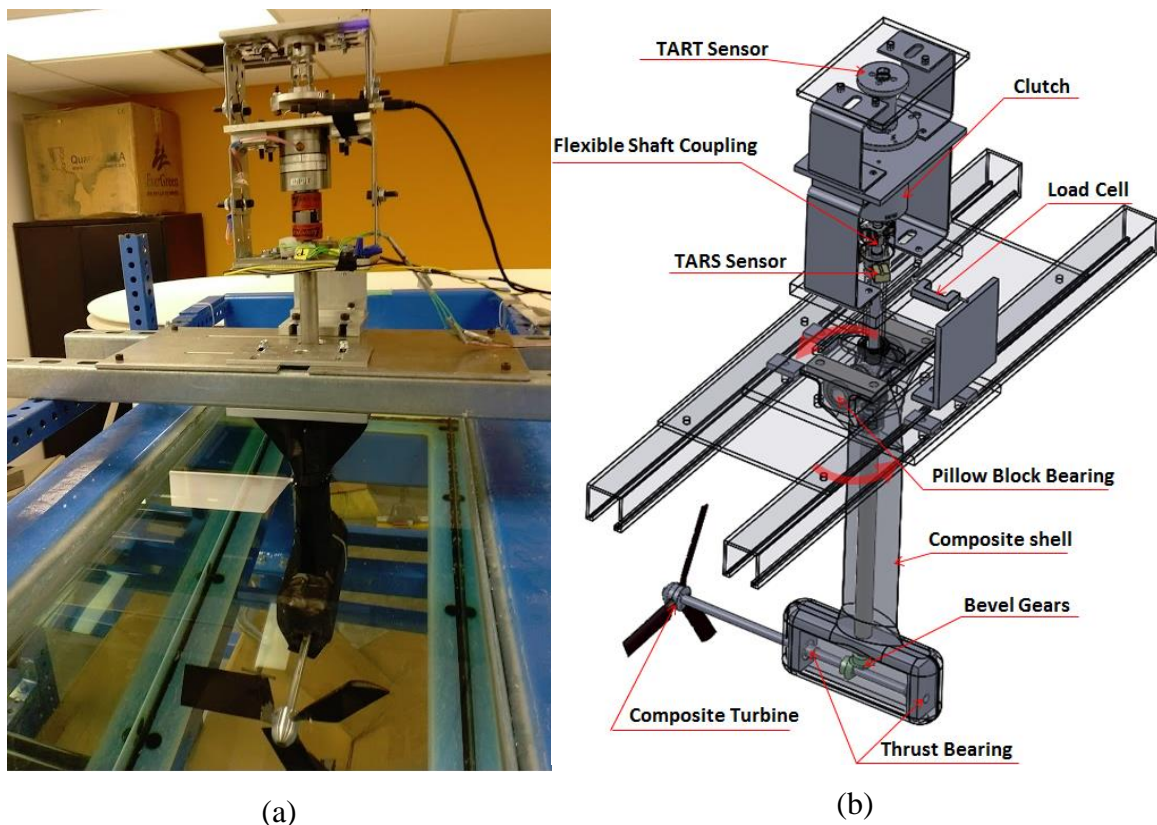 TART Sensor
Clutch
Flexible Shaft Coupling
Load Cell
TARS Sensor
Pillow Block Bearing
Composite shell
Bevel Gears
Composite Turbine
Thrust Bearing
EverGreen
(a)
(b)